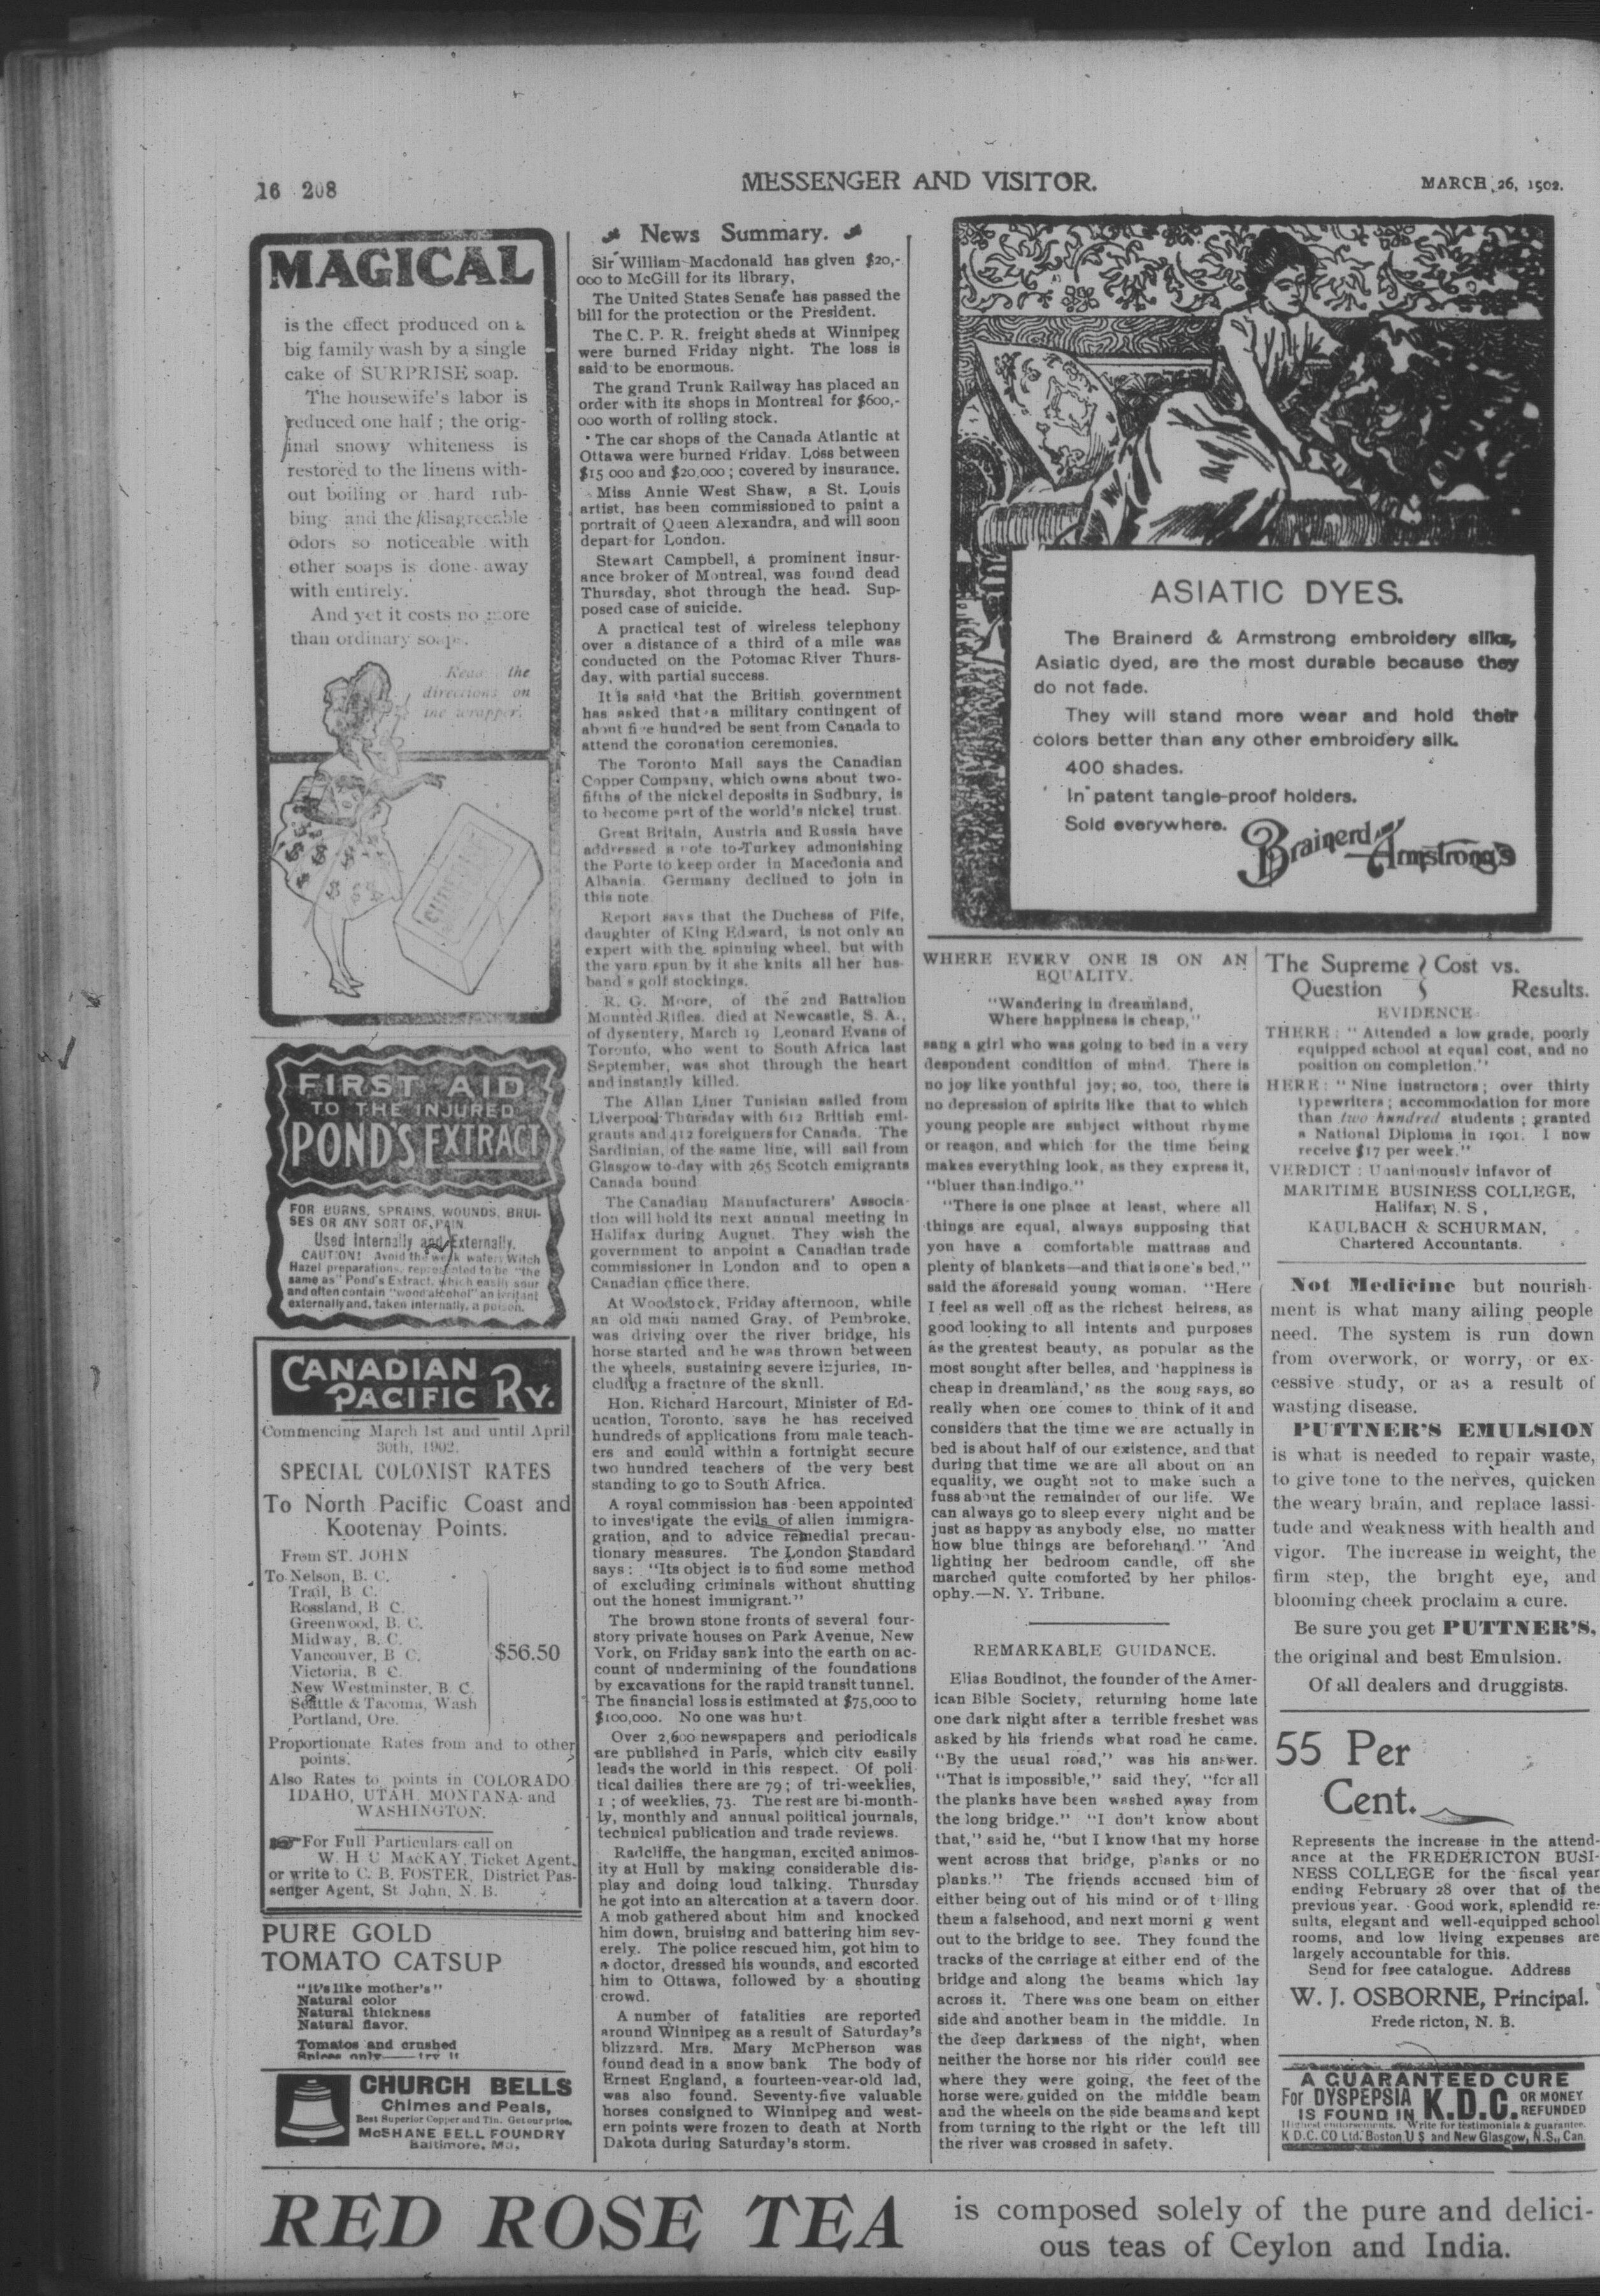 16 208
MESSENGER AND VISITOR.
MARCH 26, 1902.
MAGICAL
is the effect produced on a
big family wash by a single
cake of SURPRISE soap.
The housewife's labor is
reduced one half ; the orig-
inal snowy whiteness is
restored to the linens with-
out boiling or hard rub-
bing and the disagreeable
odors so noticeable with
other soaps is done away
with entirely.
And yet it costs no more
than ordinary soaps.
Read the
directions on
the wrapper.
FIRST AID
TO THE INJURED
POND'S EXTRACT
FOR BURNS, SPRAINS, WOUNDS, BRUI-
SES OR ANY SORT OF PAIN.
Used Internally and Externally.
CAUTION! Avoid the weak watery Witch
Hazel preparations, represented to be "the
same as" Pond's Extract, which easily sour
and often contain "wood alcohol" an irritant
externally and, taken internally, a poison.
CANADIAN
PACIFIC RY.
Commencing March 1st and until April
30th, 1902.
SPECIAL COLONIST RATES
To North Pacific Coast and
Kootenay Points.
From ST. JOHN
To Nelson, B. C.
Trail, B. C.
Rossland, B C.
Greenwood, B. C.
Midway, B. C.
Vancouver, B C.
Victoria, B C.
New Westminster, B. C.
Seattle & Tacoma, Wash
Portland, Ore.
$56.50
Proportionate Rates from and to other
points.
Also Rates to points in COLORADO
IDAHO, UTAH, MONTANA and
WASHINGTON.
For Full Particulars call on
W. H C MACKAY, Ticket Agent.
or write to C. B. FOSTER, District Pas-
senger Agent, St. John, N. B.
PURE GOLD
TOMATO CATSUP
"it's like mother's"
Natural color
Natural thickness
Natural flavor.
Tomatos and crushed
Spices only——try it
CHURCH BELLS
Chimes and Peals,
Best Superior Copper and Tin. Get our price.
McSHANE BELL FOUNDRY
Baltimore, Md.
News Summary.
Sir William Macdonald has given $20,-
000 to McGill for its library,
The United States Senate has passed the
bill for the protection or the President.
The C. P. R. freight sheds at Winnipeg
were burned Friday night. The loss is
said to be enormous.
The grand Trunk Railway has placed an
order with its shops in Montreal for $600,-
000 worth of rolling stock.
The car shops of the Canada Atlantic at
Ottawa were burned Friday. Loss between
$15 000 and $20,000 ; covered by insurance.
Miss Annie West Shaw, a St. Louis
artist, has been commissioned to paint a
portrait of Queen Alexandra, and will soon
depart for London.
Stewart Campbell, a prominent insur-
ance broker of Montreal, was found dead
Thursday, shot through the head. Sup-
posed case of suicide.
A practical test of wireless telephony
over a distance of a third of a mile was
conducted on the Potomac River Thurs-
day, with partial success.
It is said that the British government
has asked that a military contingent of
about five hundred be sent from Canada to
attend the coronation ceremonies.
The Toronto Mail says the Canadian
Copper Company, which owns about two-
fifths of the nickel deposits in Sudbury, is
to become part of the world's nickel trust.
Great Britain, Austria and Russia have
addressed a note to Turkey admonishing
the Porte to keep order in Macedonia and
Albania. Germany declined to join in
this note
Report says that the Duchess of Fife,
daughter of King Edward, is not only an
expert with the spinning wheel, but with
the yarn spun by it she knits all her hus-
band's golf stockings.
R. G. Moore, of the 2nd Battalion
Mounted Rifles, died at Newcastle, S. A.,
of dysentery, March 19 Leonard Evans of
Toronto, who went to South Africa last
September, was shot through the heart
and instantly killed.
The Allan Liner Tunisian sailed from
Liverpool Thursday with 612 British emi-
grants and 412 foreigners for Canada. The
Sardinian, of the same line, will sail from
Glasgow to-day with 265 Scotch emigrants
Canada bound
The Canadian Manufacturers' Associa-
tion will hold its next annual meeting in
Halifax during August. They wish the
government to appoint a Canadian trade
commissioner in London and to open a
Canadian office there.
At Woodstock, Friday afternoon, while
an old man named Gray, of Pembroke,
was driving over the river bridge, his
horse started and he was thrown between
the wheels, sustaining severe injuries, in-
cluding a fracture of the skull.
Hon. Richard Harcourt, Minister of Ed-
ucation, Toronto, says he has received
hundreds of applications from male teach-
ers and could within a fortnight secure
two hundred teachers of the very best
standing to go to South Africa.
A royal commission has been appointed
to investigate the evils of alien immigra-
gration, and to advice remedial precau-
tionary measures. The London Standard
says : "Its object is to find some method
of excluding criminals without shutting
out the honest immigrant."
The brown stone fronts of several four-
story private houses on Park Avenue, New
York, on Friday sank into the earth on ac-
count of undermining of the foundations
by excavations for the rapid transit tunnel.
The financial loss is estimated at $75,000 to
$100,000. No one was hurt
Over 2,600 newspapers and periodicals
are published in Paris, which city easily
leads the world in this respect. Of poli
tical dailies there are 79 ; of tri-weeklies,
1 ; of weeklies, 73. The rest are bi-month-
ly, monthly and annual political journals,
technical publication and trade reviews.
Radcliffe, the hangman, excited animos-
ity at Hull by making considerable dis-
play and doing loud talking. Thursday
he got into an altercation at a tavern door.
A mob gathered about him and knocked
him down, bruising and battering him sev-
erely. The police rescued him, got him to
a doctor, dressed his wounds, and escorted
him to Ottawa, followed by a shouting
crowd.
A number of fatalities are reported
around Winnipeg as a result of Saturday's
blizzard. Mrs. Mary McPherson was
found dead in a snow bank The body of
Ernest England, a fourteen-year-old lad,
was also found. Seventy-five valuable
horses consigned to Winnipeg and west-
ern points were frozen to death at North
Dakota during Saturday's storm.
ASIATIC DYES.
The Brainerd & Armstrong embroidery silks,
Asiatic dyed, are the most durable because they
do not fade.
They will stand more wear and hold their
colors better than any other embroidery silk.
400 shades.
In patent tangle-proof holders.
Sold everywhere.
Brainerd Armstrong's
WHERE EVERY ONE IS ON AN
EQUALITY.
"Wandering in dreamland,
Where happiness is cheap,"
sang a girl who was going to bed in a very
despondent condition of mind. There is
no joy like youthful joy; so, too, there is
no depression of spirits like that to which
young people are subject without rhyme
or reason, and which for the time being
makes everything look, as they express it,
"bluer than indigo."
"There is one place at least, where all
things are equal, always supposing that
you have a comfortable mattrass and
plenty of blankets—and that is one's bed,"
said the aforesaid young woman. "Here
I feel as well off as the richest heiress, as
good looking to all intents and purposes
as the greatest beauty, as popular as the
most sought after belles, and 'happiness is
cheap in dreamland,' as the song says, so
really when one comes to think of it and
considers that the time we are actually in
bed is about half of our existence, and that
during that time we are all about on an
equality, we ought not to make such a
fuss about the remainder of our life. We
can always go to sleep every night and be
just as happy as anybody else, no matter
how blue things are beforehand." And
lighting her bedroom candle, off she
marched quite comforted by her philos-
ophy.—N. Y. Tribune.
REMARKABLE GUIDANCE.
Elias Boudinot, the founder of the Amer-
ican Bible Society, returning home late
one dark night after a terrible freshet was
asked by his friends what road he came.
"By the usual road," was his answer.
"That is impossible," said they, "for all
the planks have been washed away from
the long bridge." "I don't know about
that," said he, "but I know that my horse
went across that bridge, planks or no
planks." The friends accused him of
either being out of his mind or of t lling
them a falsehood, and next morni g went
out to the bridge to see. They found the
tracks of the carriage at either end of the
bridge and along the beams which lay
across it. There was one beam on either
side and another beam in the middle. In
the deep darkness of the night, when
neither the horse nor his rider could see
where they were going, the feet of the
horse were guided on the middle beam
and the wheels on the side beams and kept
from turning to the right or the left till
the river was crossed in safety.
The Supreme Question
Cost vs. Results.
EVIDENCE
THERE : " Attended a low grade, poorly
equipped school at equal cost, and no
position on completion."
HERE : " Nine instructors ; over thirty
typewriters ; accommodation for more
than two hundred students ; granted
a National Diploma in 1901. I now
receive $17 per week."
VERDICT : Unanimously infavor of
MARITIME BUSINESS COLLEGE,
Halifax, N. S ,
KAULBACH & SCHURMAN,
Chartered Accountants.
Not Medicine but nourish-
ment is what many ailing people
need. The system is run down
from overwork, or worry, or ex-
cessive study, or as a result of
wasting disease.
PUTTNER'S EMULSION
is what is needed to repair waste,
to give tone to the nerves, quicken
the weary brain, and replace lassi-
tude and weakness with health and
vigor. The increase in weight, the
firm step, the bright eye, and
blooming cheek proclaim a cure.
Be sure you get PUTTNER'S,
the original and best Emulsion.
Of all dealers and druggists.
55 Per
Cent.
Represents the increase in the attend-
ance at the FREDERICTON BUSI-
NESS COLLEGE for the fiscal year
ending February 28 over that of the
previous year. Good work, splendid re-
sults, elegant and well-equipped school
rooms, and low living expenses are
largely accountable for this.
Send for free catalogue. Address
W. J. OSBORNE, Principal.
Frede ricton, N. B.
A GUARANTEED CURE
For DYSPEPSIA
IS FOUND IN
K.D.C.
OR MONEY
REFUNDED
Highest endorsements. Write for testimonials & guarantee.
K D.C. CO Ltd. Boston U S and New Glasgow, N.S., Can.
RED ROSE TEA
is composed solely of the pure and delici-
ous teas of Ceylon and India.